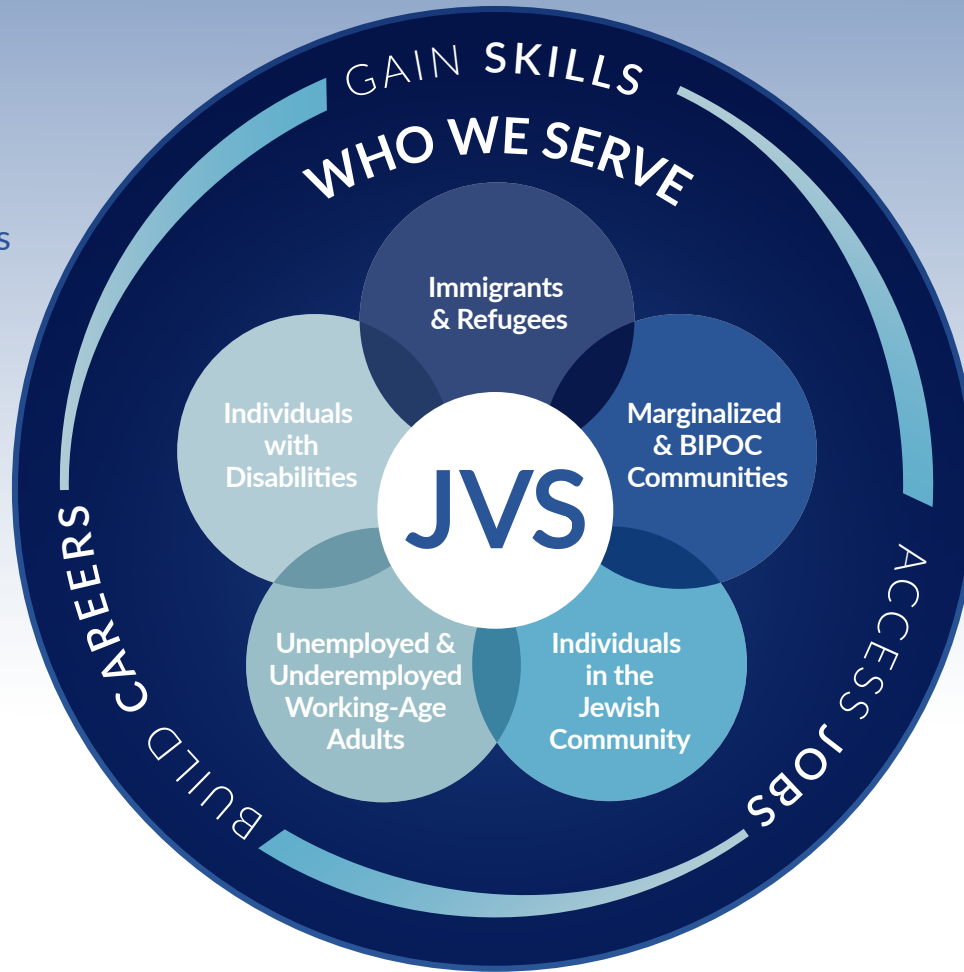 GAIN SKILLS
WHO WE SERVE
s
Immigrants
& Refugees
Individuals
with
Disabilities
Marginalized
& BIPOC
Communities
JVS
Unemployed &
Underemployed
Working-Age
Adults
Individuals
in the
Jewish
Community
ACCESS JOBS
BUILD CAREERS